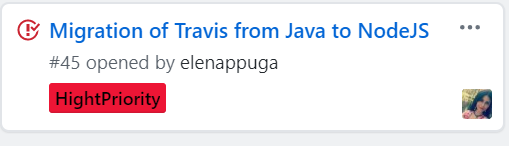 Migration of Travis from Java to NodeJS
#45 opened by elenappuga
HightPriority